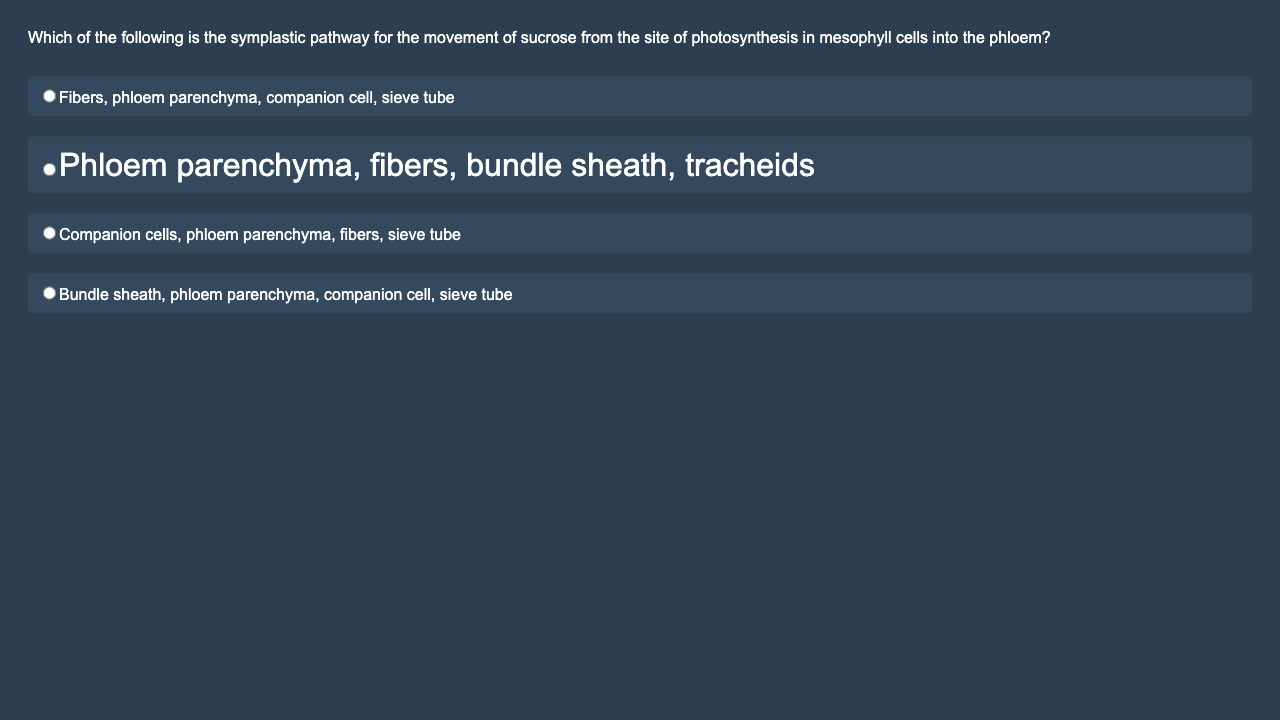 Which of the following is the symplastic pathway for the movement of sucrose from the site of photosynthesis in mesophyll cells into the phloem?
Fibers, phloem parenchyma, companion cell, sieve tube
Phloem parenchyma, fibers, bundle sheath, tracheids
Companion cells, phloem parenchyma, fibers, sieve tube
Bundle sheath, phloem parenchyma, companion cell, sieve tube